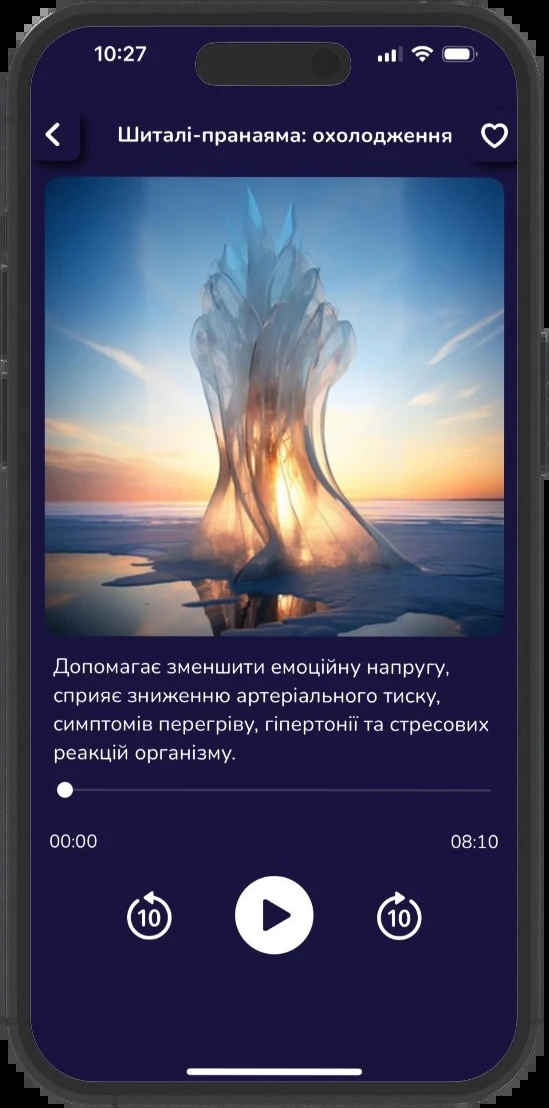 10:27
Шиталі-пранаяма: охолодження
Допомагає зменшити емоційну напругу,
сприяє зниженню артеріального тиску,
симптомів перегріву, гіпертонії та стресових
реакцій організму.
00:00
08:10
10
10